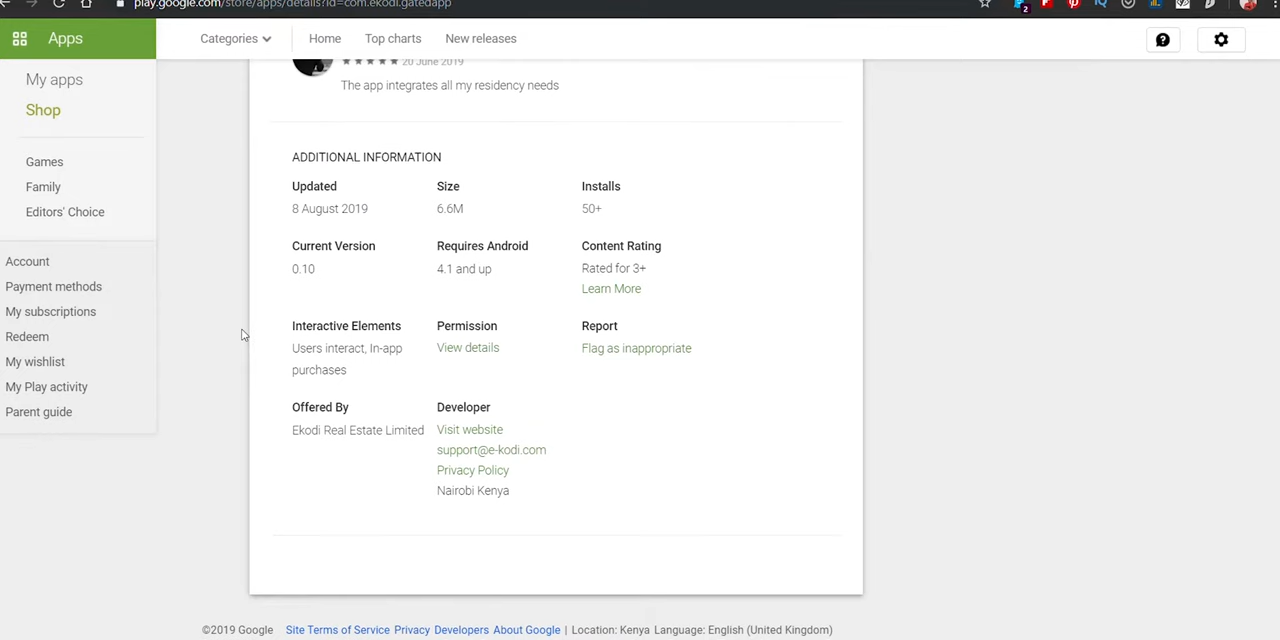 play.google.com/store/apps/details?id=com.ekodi.gatedapp
2
Apps
Categories
Home
Top charts
New releases
My apps
Shop
Games
Family
Editors' Choice
Account
Payment methods
My subscriptions
Redeem
My wishlist
My Play activity
Parent guide
20 June 2019
The app integrates all my residency needs
ADDITIONAL INFORMATION
Updated
8 August 2019
Size
6.6M
Installs
50+
Current Version
0.10
Requires Android
4.1 and up
Content Rating
Rated for 3+
Learn More
Interactive Elements
Users interact, In-app
purchases
Permission
View details
Report
Flag as inappropriate
Offered By
Ekodi Real Estate Limited
Developer
Visit website
support@e-kodi.com
Privacy Policy
Nairobi Kenya
©2019 Google Site Terms of Service Privacy Developers About Google | Location: Kenya Language: English (United Kingdom)